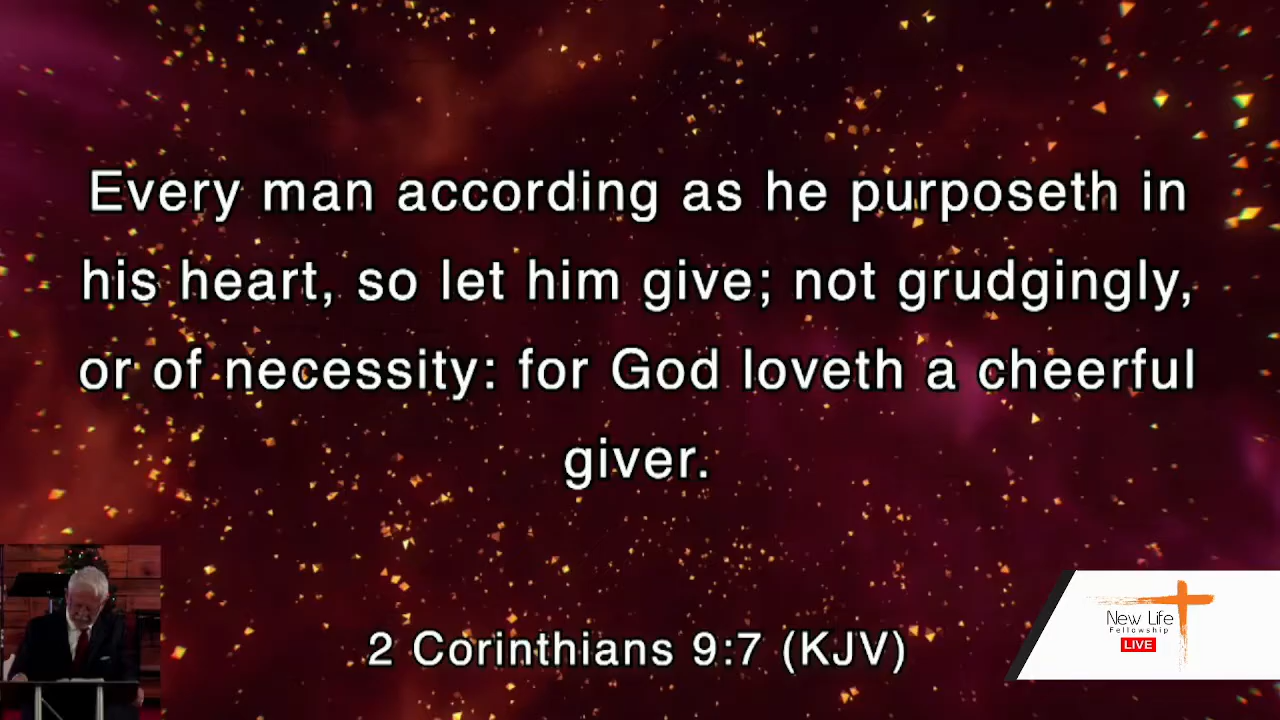 Every man according as he purposeth in
his heart, so let him give; not grudgingly,
or of necessity: for God loveth a cheerful
giver.
2 Corinthians 9:7 (KJV)
New Life
Fellowship
LIVE